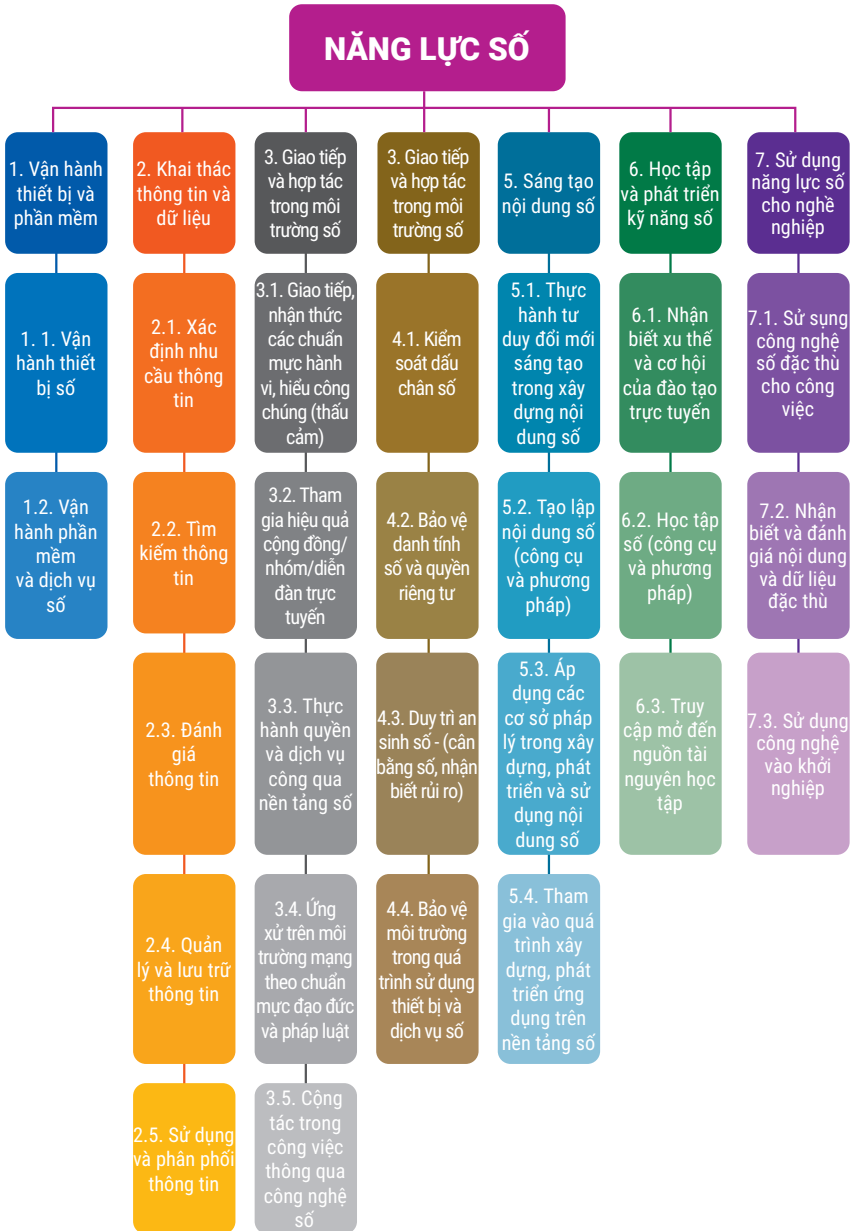 NĂNG LỰC SỐ
1. Vận hành
thiết bị và
phần mềm
2. Khai thác
thông tin và
dữ liệu
3. Giao tiếp
và hợp tác
trong môi
trường số
3. Giao tiếp
và hợp tác
trong môi
trường số
5. Sáng tạo
nội dung số
6. Học tập
và phát triển
kỹ năng số
7. Sử dụng
năng lực số
cho nghề
nghiệp
1. 1. Vận
hành thiết
bị số
2.1. Xác
định nhu
cầu thông
tin
3.1. Giao tiếp,
nhận thức
các chuẩn
mực hành
vi, hiểu công
chúng (thấu
cảm)
4.1. Kiểm
soát dấu
chân số
5.1. Thực
hành tư
duy đổi mới
sáng tạo
trong xây
dựng nội
dung số
6.1. Nhận
biết xu thế
và cơ hội
của đào tạo
trực tuyến
7.1. Sử sụng
công nghệ
số đặc thù
cho công
việc
1.2. Vận
hành phần
mềm
và dịch vụ
số
2.2. Tìm
kiếm thông
tin
3.2. Tham
gia hiệu quả
cộng đồng/
nhóm/diễn
đàn trực
tuyến
4.2. Bảo vệ
danh tính
số và quyền
riêng tư
5.2. Tạo lập
nội dung số
(công cụ
và phương
pháp)
6.2. Học tập
số (công cụ
và phương
pháp)
7.2. Nhận
biết và đánh
giá nội dung
và dữ liệu
đặc thù
2.3. Đánh
giá
thông tin
3.3. Thực
hành quyền
và dịch vụ
công qua
nền tảng số
4.3. Duy trì an
sinh số - (cân
bằng số, nhận
biết rủi ro)
5.3. Áp
dụng các
cơ sở pháp
lý trong xây
dựng, phát
triển và sử
dụng nội
dung số
6.3. Truy
cập mở đến
nguồn tài
nguyên học
tập
7.3. Sử dụng
công nghệ
vào khởi
nghiệp
2.4. Quản
lý và lưu trữ
thông tin
3.4. Ứng
xử trên môi
trường mạng
theo chuẩn
mực đạo đức
và pháp luật
4.4. Bảo vệ
môi trường
trong quá
trình sử dụng
thiết bị và
dịch vụ số
5.4. Tham
gia vào quá
trình xây
dựng, phát
triển ứng
dụng trên
nền tảng số
2.5. Sử dụng
và phân phối
thông tin
3.5. Cộng
tác trong
công việc
thông qua
công nghệ
số